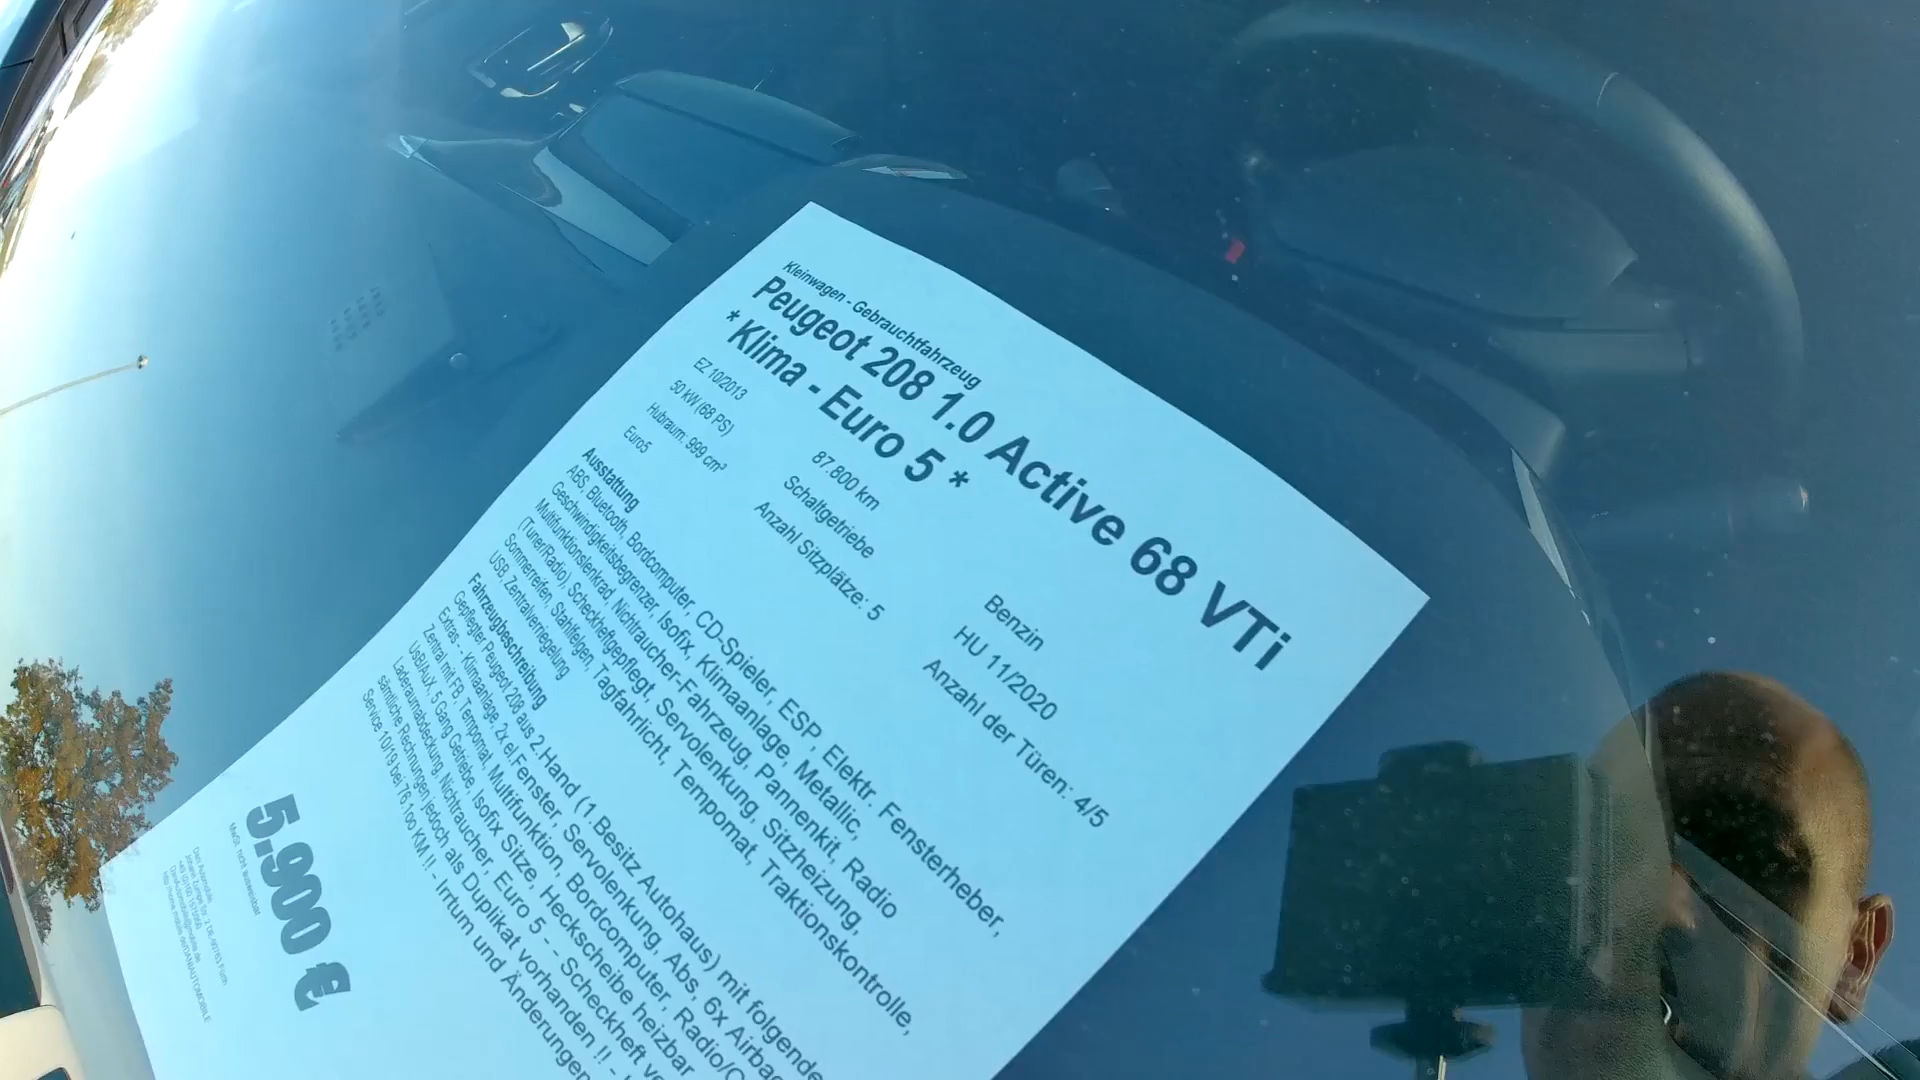 Kleinwagen - Gebrauchtfahrzeug
Peugeot 208 1.0 Active 68 VTi
* Klima - Euro 5 *
EZ 10/2013
87.800 km
Benzin
50 kW (68 PS)
Schaltgetriebe
HU 11/2020
Hubraum: 999 cm³
Anzahl Sitzplätze: 5
Anzahl der Türen: 4/5
Euro5
Ausstattung
ABS, Bluetooth, Bordcomputer, CD-Spieler, ESP, Elektr. Fensterheber,
Geschwindigkeitsbegrenzer, Isofix, Klimaanlage, Metallic,
Multifunktionslenkrad, Nichtraucher-Fahrzeug, Pannenkit, Radio
(Tuner/Radio), Scheckheftgepflegt, Servolenkung, Sitzheizung,
Sommerreifen, Stahlfelgen, Tagfahrlicht, Tempomat, Traktionskontrolle,
USB, Zentralverriegelung
Fahrzeugbeschreibung
Gepflegter Peugeot 208 aus 2.Hand (1.Besitz Autohaus) mit folgende
Extras - - Klimaanlage, 2x el.Fenster, Servolenkung, Abs, 6x Airba
Zentral mit FB, Tempomat, Multifunktion, Bordcomputer, Radio/C
UsB/AuX, 5 Gang Getriebe, Isofix Sitze, Heckscheibe heizbar
Laderaumabdeckung, Nichtraucher, Euro 5 - - Scheckheft
sämtliche Rechnungen jedoch als Duplikat vorhanden !! -
Service 10/19 bei 76.1oo KM !! - Irrtum und Änderungen
5.900 €
MwSt. nicht ausweisbar